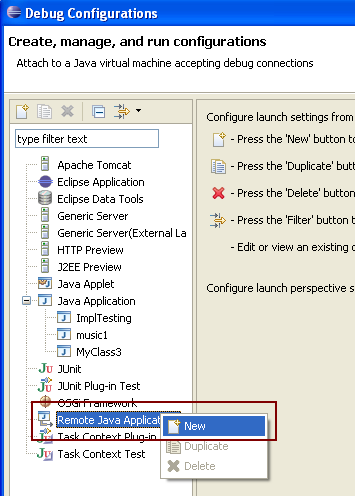 Debug Configurations
Create, manage, and run configurations
Attach to a Java virtual machine accepting debug connections
type filter text
Apache Tomcat
Eclipse Application
Eclipse Data Tools
Generic Server
Generic Server(External La
HTTP Preview
J2EE Preview
Java Applet
Java Application
ImplTesting
music1
MyClass3
JUnit
JUnit Plug-in Test
OSGi Framework
Remote Java Applicat
Task Context Plug-in
Task Context Test
New
Duplicate
Delete
Configure launch settings from
- Press the 'New' button to
- Press the 'Duplicate' but
- Press the 'Delete' button
- Press the 'Filter' button t
- Edit or view an existing c
Configure launch perspective s